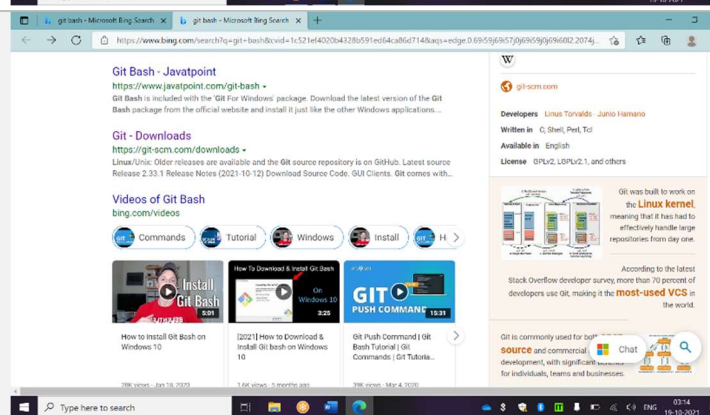 git bash - Microsoft Bing Search
git bash - Microsoft Bing Search
Git Bash - Javatpoint
https://www.javatpoint.com/git-bash
Git Bash is included with the 'Git For Windows' package. Download the latest version of the Git
Bash package from the official website and install it just like the other Windows applications....
Git - Downloads
https://git-scm.com/downloads
Linux/Unix: Older releases are available and the Git source repository is on GitHub. Latest source
Release 2.33.1 Release Notes (2021-10-12) Download Source Code. GUI Clients. Git comes with...
Videos of Git Bash
bing.com/videos
Commands
Tutorial
Windows
Install
H
Install
Git Bash
5:01
How To Download & Install Git Bash
On
Windows 10
3:25
GIT
PUSH COMMAND
15:31
How to Install Git Bash on
Windows 10
[2021] How to Download &
Install Git bash on Windows
10
Git Push Command | Git
Bash Tutorial | Git
Commands | Git Tutoria...
W
git-scm.com
Developers Linus Torvalds · Junio Hamano
Written in C, Shell, Perl, Tcl
Available in English
License GPLv2, LGPLv2.1, and others
Git was built to work on
the Linux kernel,
meaning that it has had to
effectively handle large
repositories from day one.
According to the latest
Stack Overflow developer survey, more than 70 percent of
developers use Git, making it the most-used VCS in
the world.
Git is commonly used for both
source and commercial
development, with significant
for individuals, teams and businesses.
Chat
Type here to search
ENG
03:14
19-10-2021